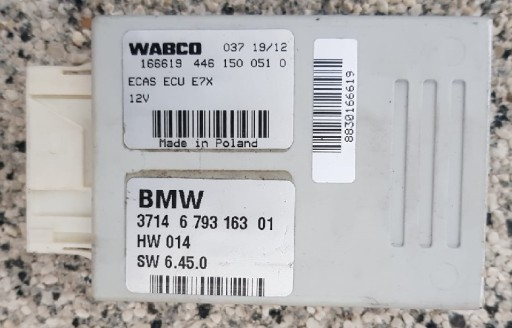 WABCO 037 19/12
166619 446 150 051 0
ECAS ECU E7X
12V
Made in Poland
8830166619
BMW
3714 6 793 163 01
HW 014
SW 6.45.0